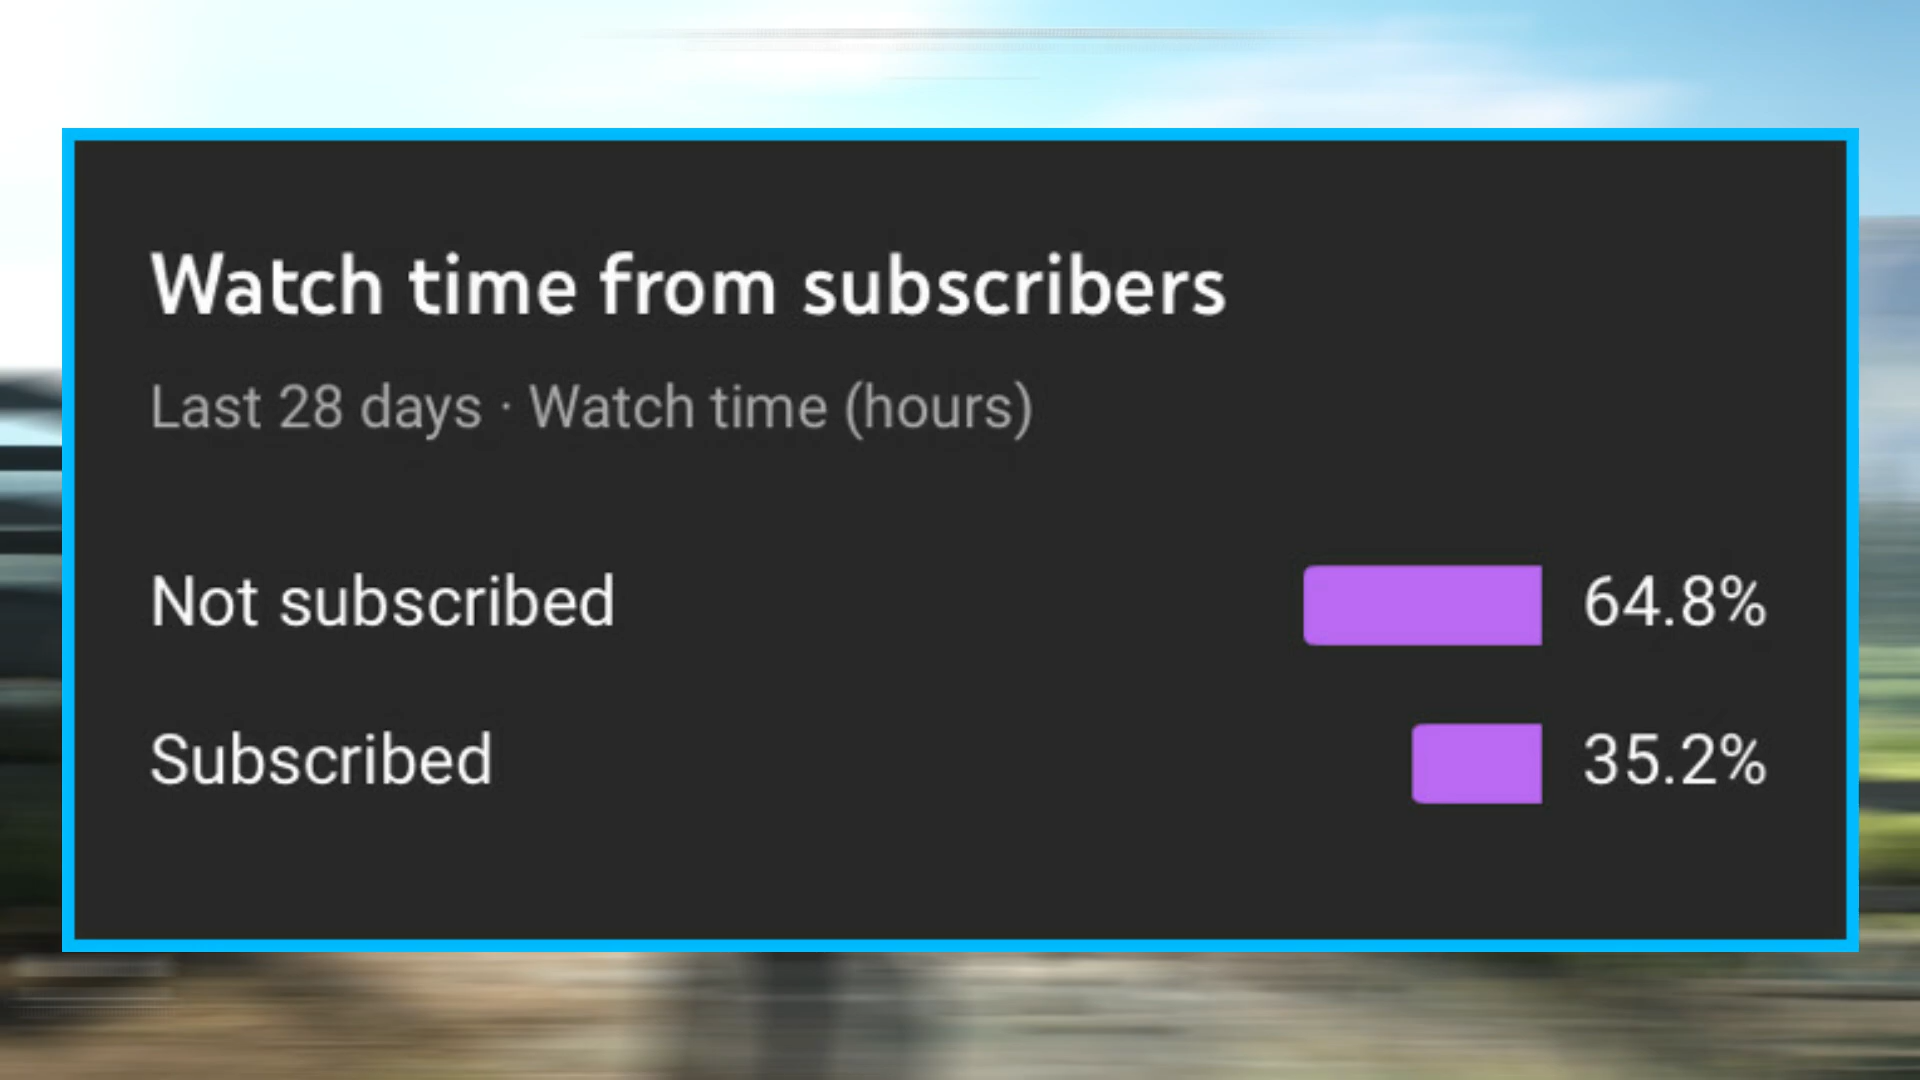 Watch time from subscribers
Last 28 days · Watch time (hours)
Not subscribed 64.8%
Subscribed 35.2%